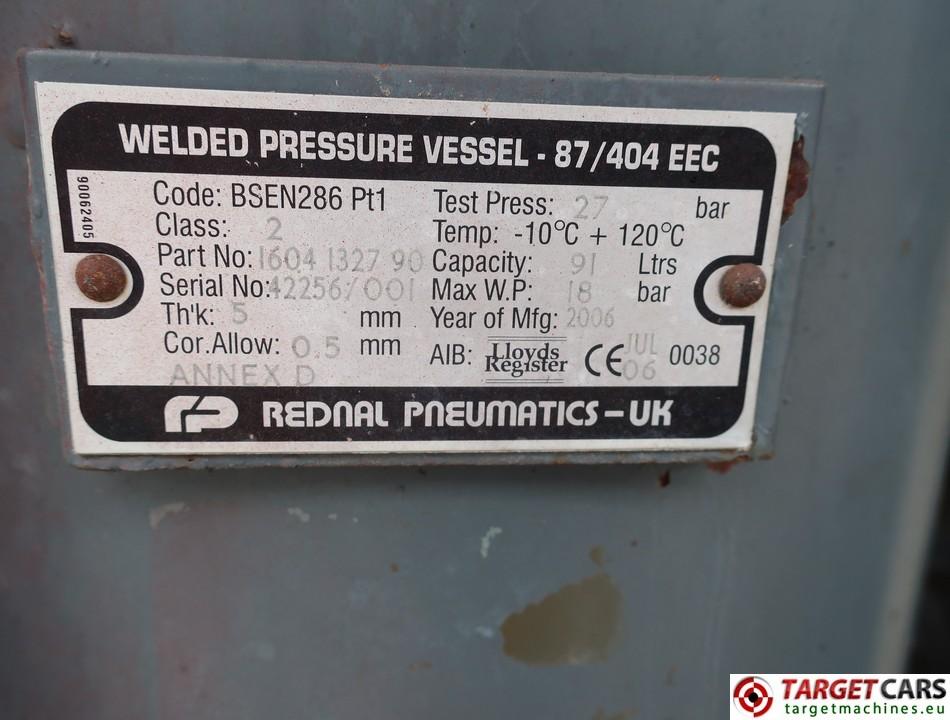 WELDED PRESSURE VESSEL - 87/404 EEC
90062405
Code: BSEN286 Pt1
Class: 2
Part No: 1604 1327 90
Serial No: 42256/001
Th'k: 5 mm
Cor.Allow: 0.5 mm
ANNEX D
Test Press: 27 bar
Temp: -10°C + 120°C
Capacity: 91 Ltrs
Max W.P: 18 bar
Year of Mfg: 2006
AIB: Lloyds Register CE JUL 06 0038
REDNAL PNEUMATICS-UK
TARGETCARS
targetmachines.eu